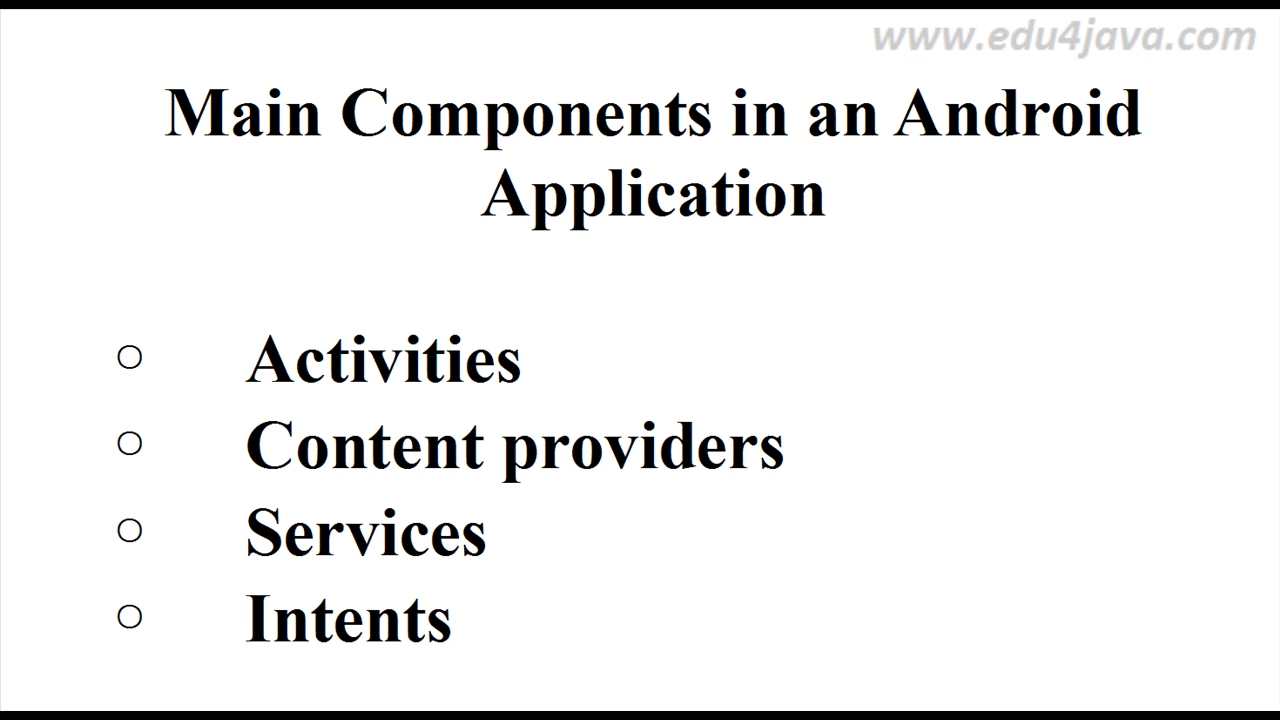 www.edu4java.com
Main Components in an Android
Application
○ Activities
○ Content providers
○ Services
○ Intents